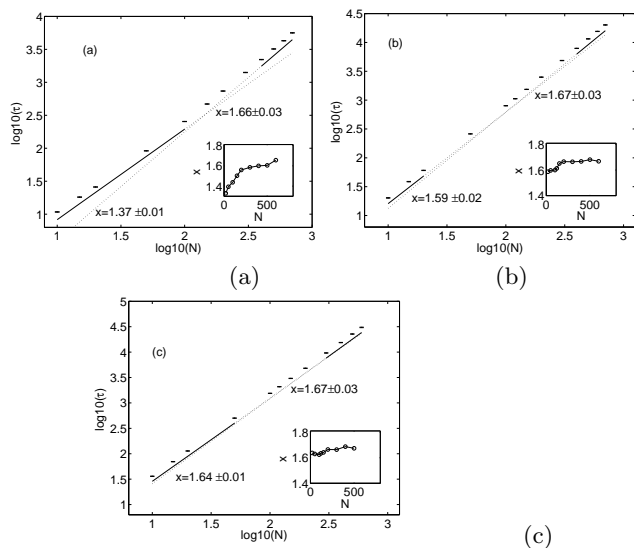 4.5
4
3.5
3
2.5
2
1.5
1
log10(τ)
(a)
x=1.66±0.03
x=1.37 ±0.01
1.8
1.6
1.4
x
0 500
N
1 1.5 2 2.5 3
log10(N)
(a)
4.5
4
3.5
3
2.5
2
1.5
1
log10(τ)
(b)
x=1.67±0.03
x=1.59 ±0.02
1.8
1.6
1.4
x
0 500
N
1 1.5 2 2.5 3
log10(N)
(b)
5
4.5
4
3.5
3
2.5
2
1.5
1
log10(τ)
(c)
x=1.67±0.03
x=1.64 ±0.01
1.8
1.6
1.4
x
0 500
N
1 1.5 2 2.5 3
log10(N)
(c)